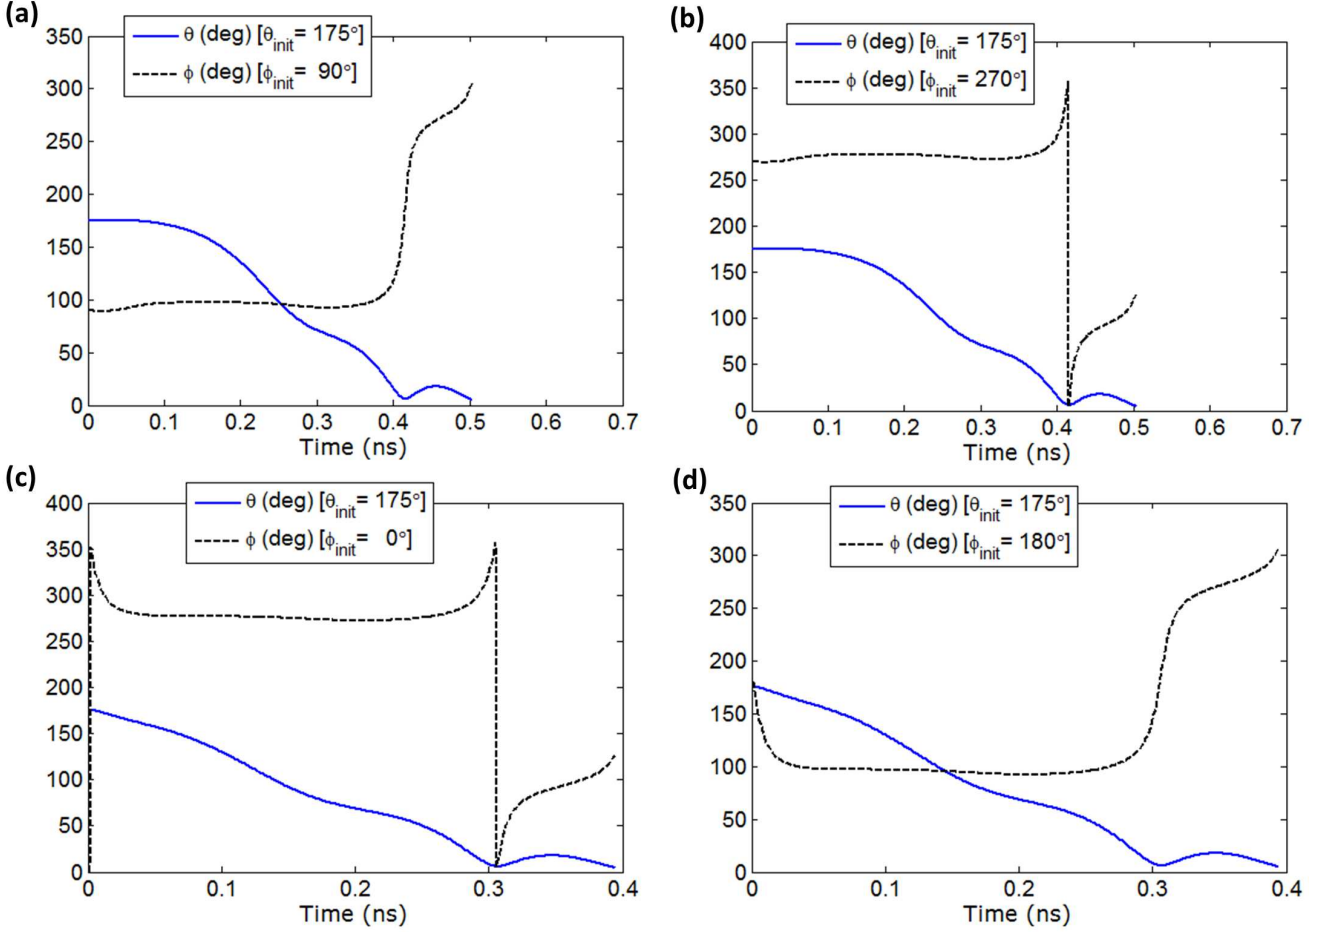 (a)
θ (deg) [θinit= 175°]
ϕ (deg) [ϕinit= 90°]
350
300
250
200
150
100
50
0
0 0.1 0.2 0.3 0.4 0.5 0.6 0.7
Time (ns)
(b)
θ (deg) [θinit= 175°]
ϕ (deg) [ϕinit= 270°]
400
350
300
250
200
150
100
50
0
0 0.1 0.2 0.3 0.4 0.5 0.6 0.7
Time (ns)
(c)
θ (deg) [θinit= 175°]
ϕ (deg) [ϕinit= 0°]
400
350
300
250
200
150
100
50
0
0 0.1 0.2 0.3 0.4
Time (ns)
(d)
θ (deg) [θinit= 175°]
ϕ (deg) [ϕinit= 180°]
350
300
250
200
150
100
50
0
0 0.1 0.2 0.3 0.4
Time (ns)